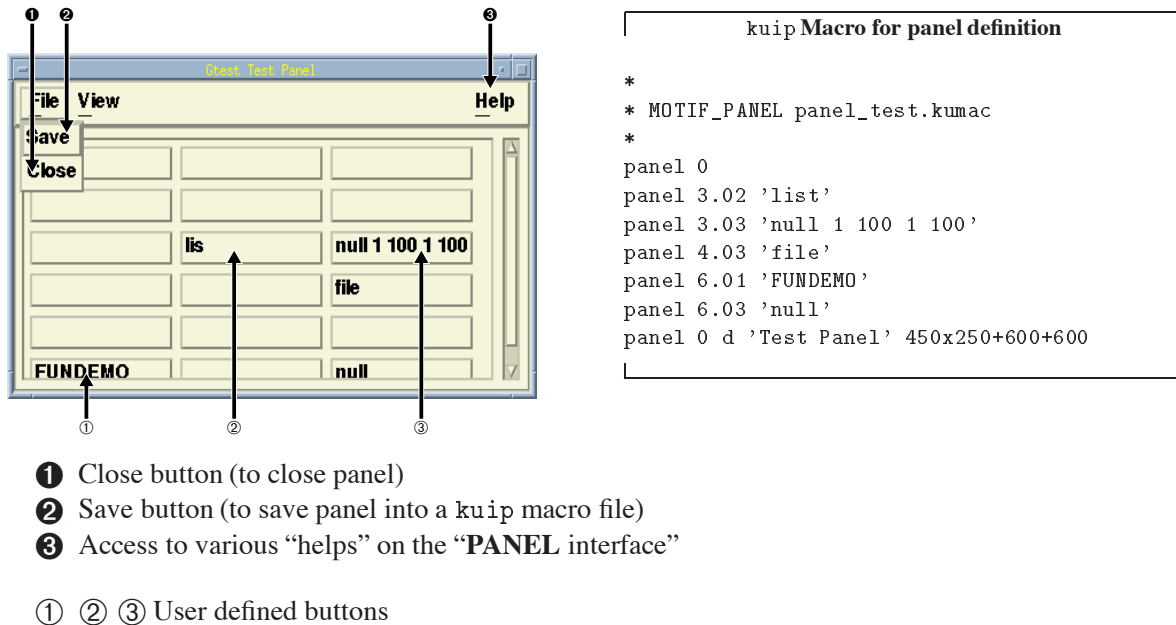 ❶ ❷ ❸
Gtest Test Panel
File View Help
Save
Close
lis null 1 100 1 100
file
FUNDEMO null
① ② ③
kuip Macro for panel definition
*
* MOTIF_PANEL panel_test.kumac
*
panel 0
panel 3.02 'list'
panel 3.03 'null 1 100 1 100'
panel 4.03 'file'
panel 6.01 'FUNDEMO'
panel 6.03 'null'
panel 0 d 'Test Panel' 450x250+600+600
❶ Close button (to close panel)
❷ Save button (to save panel into a kuip macro file)
❸ Access to various “helps” on the “PANEL interface”
① ② ③ User defined buttons